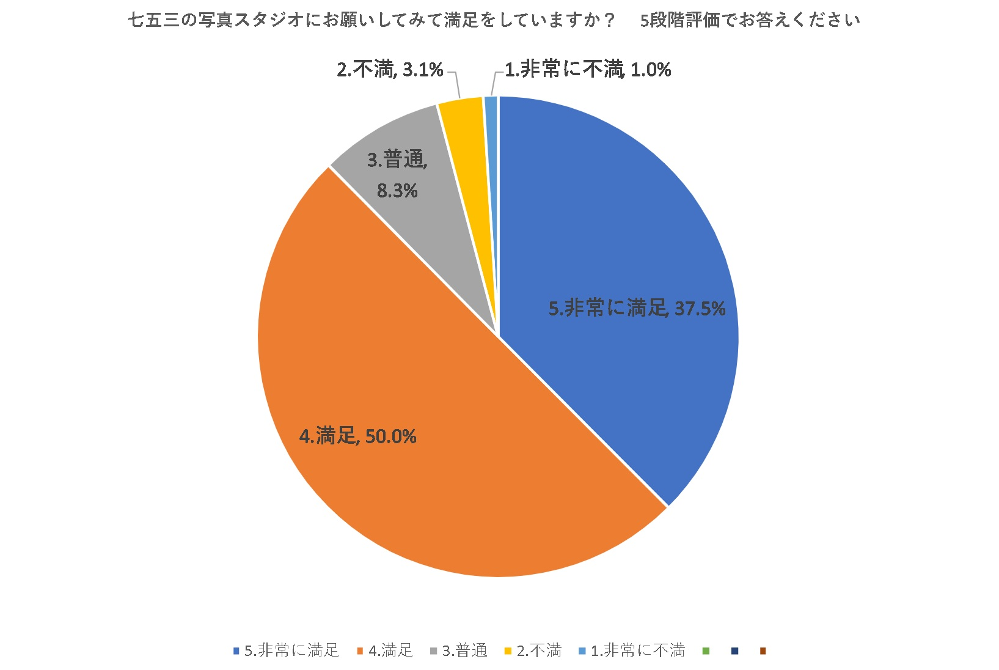 七五三の写真スタジオにお願いしてみて満足をしていますか？　5段階評価でお答えください
2.不満, 3.1%
1.非常に不満, 1.0%
3.普通,
8.3%
5.非常に満足, 37.5%
4.満足, 50.0%
5.非常に満足 4.満足 3.普通 2.不満 1.非常に不満